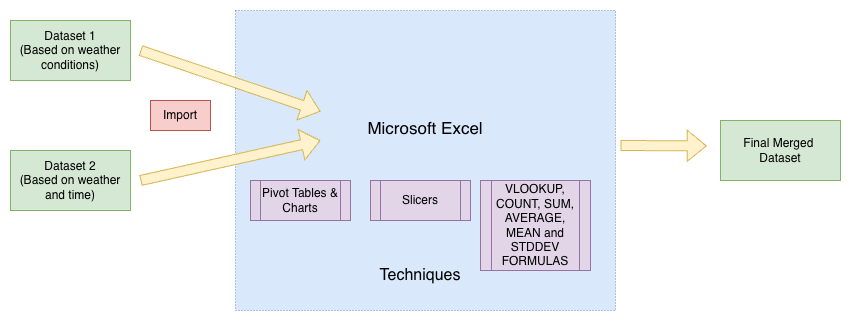 Dataset 1
(Based on weather
conditions)
Import
Dataset 2
(Based on weather
and time)
Microsoft Excel
Pivot Tables &
Charts
Slicers
VLOOKUP,
COUNT, SUM,
AVERAGE,
MEAN and
STDDEV
FORMULAS
Techniques
Final Merged
Dataset